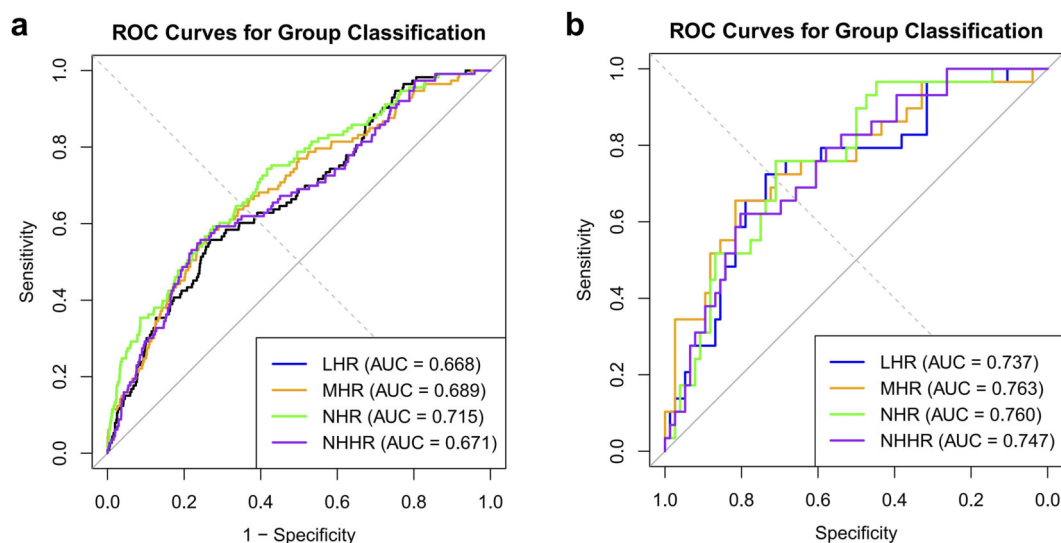 a
ROC Curves for Group Classification
Sensitivity
1.0
0.8
0.6
0.4
0.2
0.0
LHR (AUC = 0.668)
MHR (AUC = 0.689)
NHR (AUC = 0.715)
NHHR (AUC = 0.671)
0.0 0.2 0.4 0.6 0.8 1.0
1 − Specificity
b
ROC Curves for Group Classification
Sensitivity
1.0
0.8
0.6
0.4
0.2
0.0
LHR (AUC = 0.737)
MHR (AUC = 0.763)
NHR (AUC = 0.760)
NHHR (AUC = 0.747)
1.0 0.8 0.6 0.4 0.2 0.0
Specificity